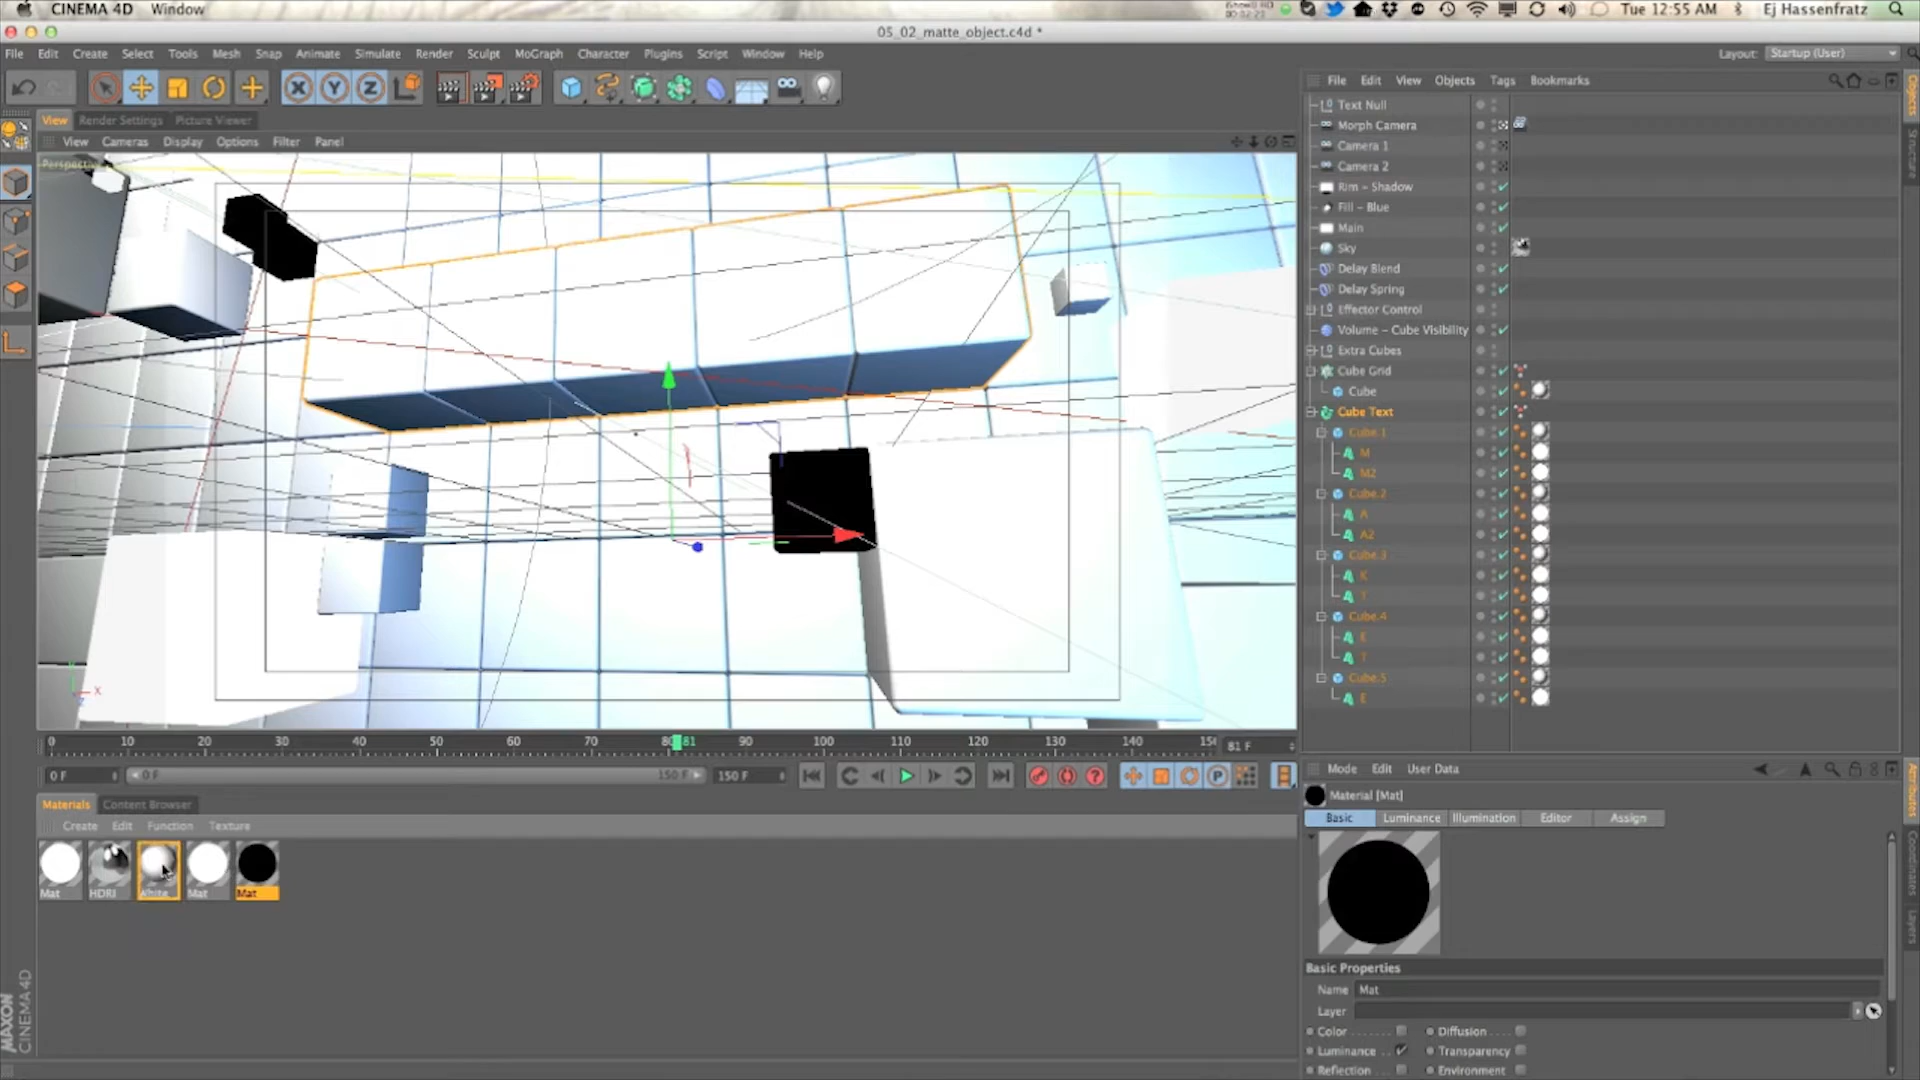 CINEMA 4D Window
Tue 12:55 AM Ej Hassenfratz
05_02_matte_object.c4d *
File Edit Create Select Tools Mesh Snap Animate Simulate Render Sculpt MoGraph Character Plugins Script Window Help
Layout: Startup (User)
File Edit View Objects Tags Bookmarks
View Render Settings Picture Viewer
View Cameras Display Options Filter Panel
Perspective
Text Null
Morph Camera
Camera 1
Camera 2
Rim - Shadow
Fill - Blue
Main
Sky
Delay Blend
Delay Spring
Effector Control
Volume - Cube Visibility
Extra Cubes
Cube Grid
Cube
Cube Text
Cube.1
M
M2
Cube.2
A
A2
Cube.3
K
Y
Cube.4
E
T
Cube.5
E
Objects
Structure
X
0 10 20 30 40 50 60 70 80 81 90 100 110 120 130 140 81 F
0 F 0 F 150 F 150 F
Materials Content Browser
Create Edit Function Texture
Mat HDRI White Mat Mat
MAXON
CINEMA 4D
Mode Edit User Data
Material [Mat]
Basic Luminance Illumination Editor Assign
Basic Properties
Name Mat
Layer
Color Diffusion
Luminance Transparency
Reflection Environment
Attributes
Coordinates
Layers